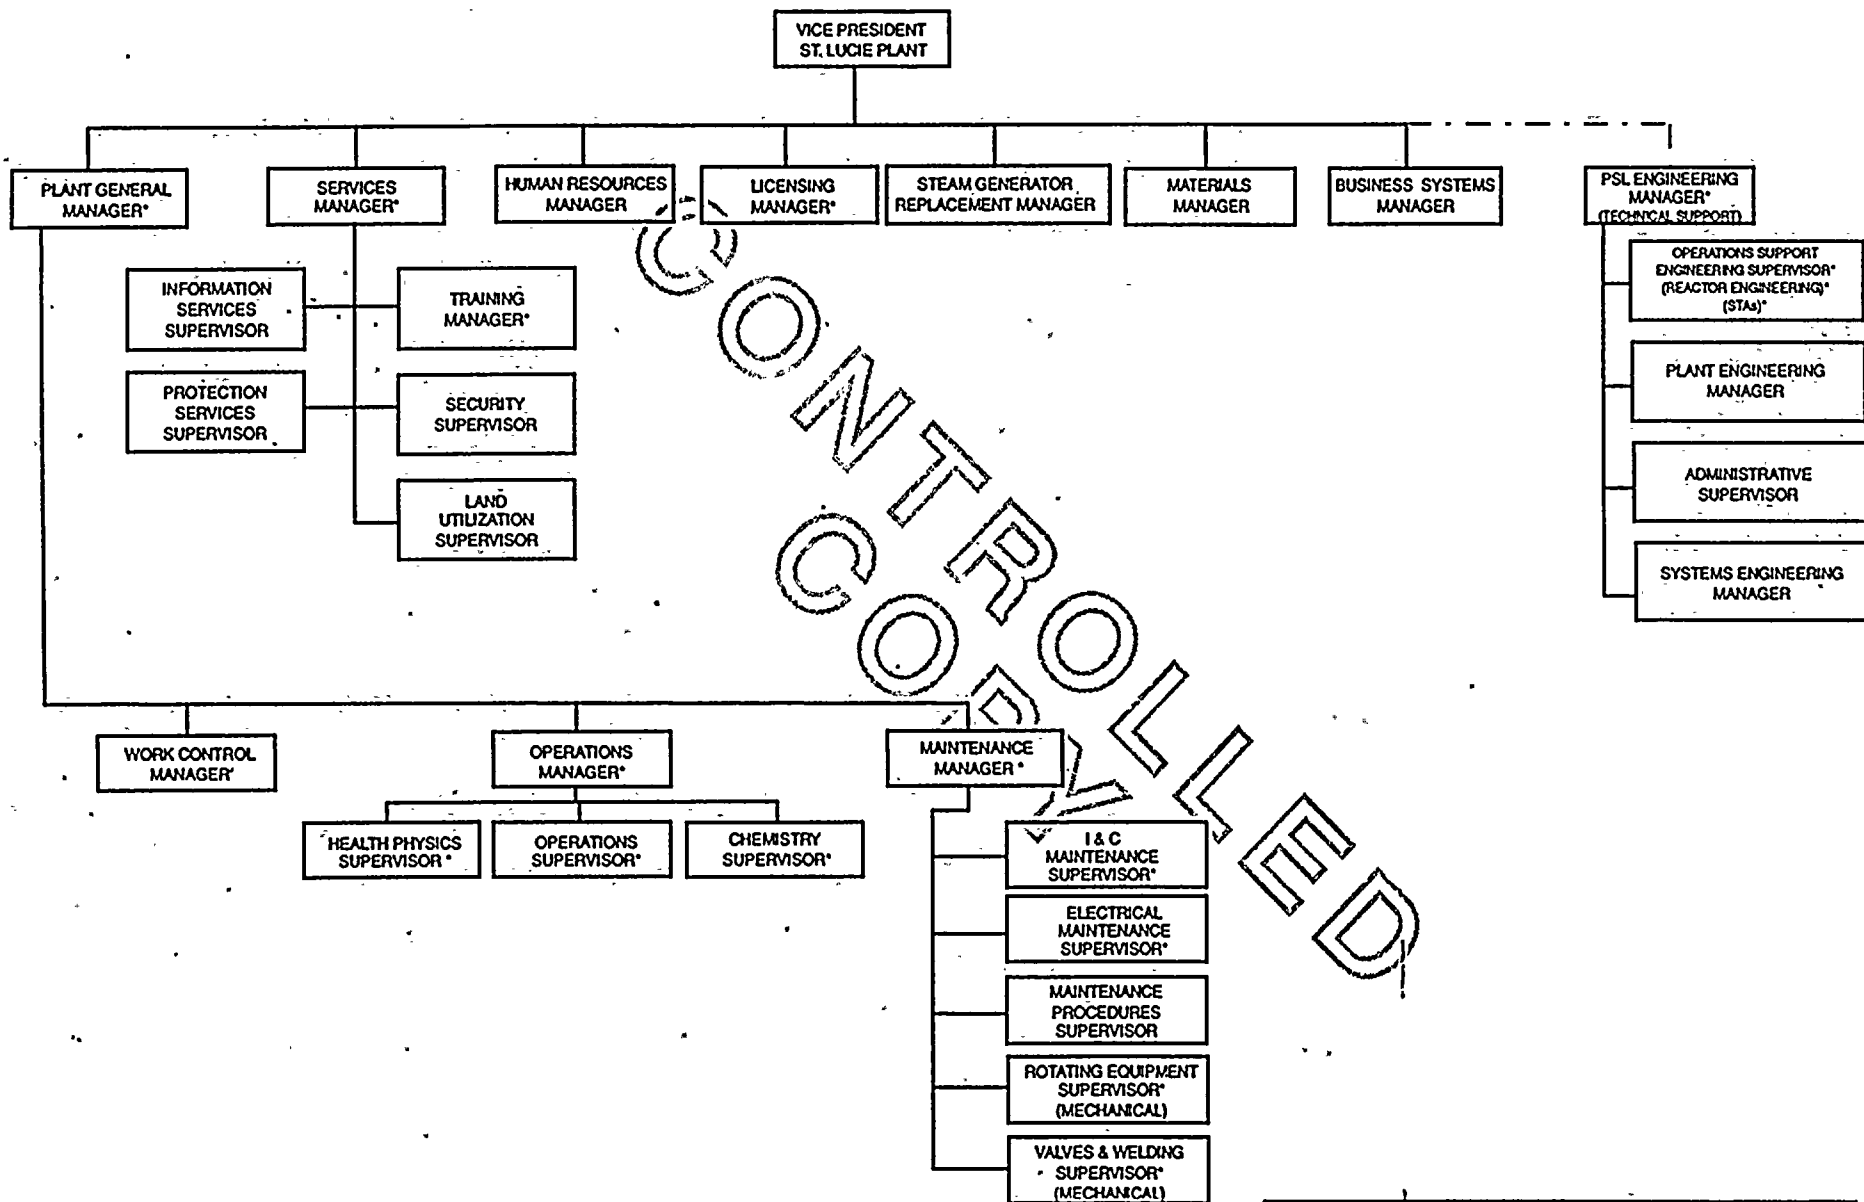 VICE PRESIDENT
ST. LUCIE PLANT
PLANT GENERAL
MANAGER*
SERVICES
MANAGER*
HUMAN RESOURCES
MANAGER
LICENSING
MANAGER*
STEAM GENERATOR
REPLACEMENT MANAGER
MATERIALS
MANAGER
BUSINESS SYSTEMS
MANAGER
PSL ENGINEERING
MANAGER*
(TECHNICAL SUPPORT)
INFORMATION
SERVICES
SUPERVISOR
TRAINING
MANAGER*
PROTECTION
SERVICES
SUPERVISOR
SECURITY
SUPERVISOR
LAND
UTILIZATION
SUPERVISOR
OPERATIONS SUPPORT
ENGINEERING SUPERVISOR*
(REACTOR ENGINEERING)*
(STAs)*
PLANT ENGINEERING
MANAGER
ADMINISTRATIVE
SUPERVISOR
SYSTEMS ENGINEERING
MANAGER
CONTROLLED
COPY
WORK CONTROL
MANAGER*
OPERATIONS
MANAGER*
MAINTENANCE
MANAGER *
HEALTH PHYSICS
SUPERVISOR *
OPERATIONS
SUPERVISOR*
CHEMISTRY
SUPERVISOR*
I & C
MAINTENANCE
SUPERVISOR*
ELECTRICAL
MAINTENANCE
SUPERVISOR*
MAINTENANCE
PROCEDURES
SUPERVISOR
ROTATING EQUIPMENT
SUPERVISOR*
(MECHANICAL)
VALVES & WELDING
SUPERVISOR*
(MECHANICAL)